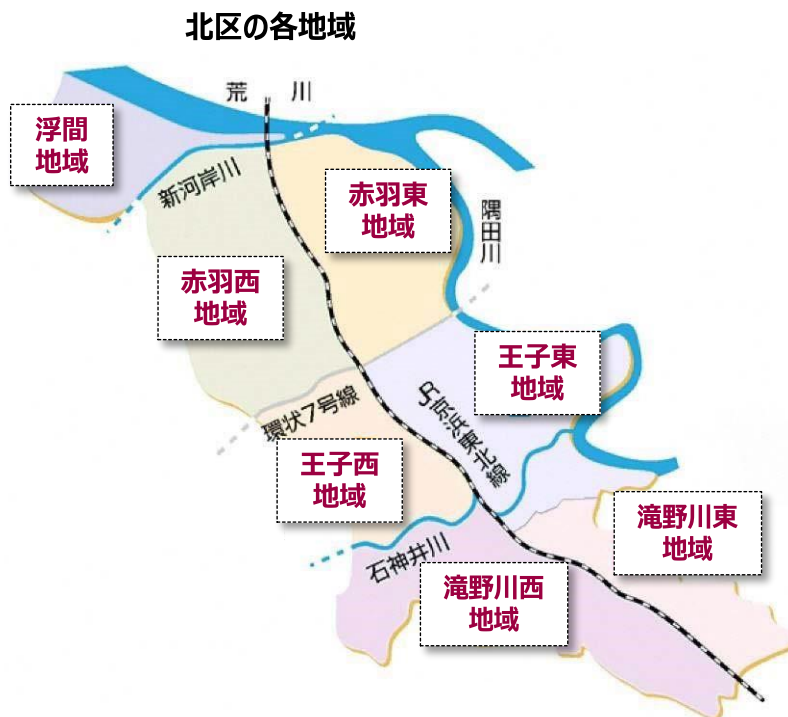 北区の各地域
荒川
浮間
地域
新河岸川
赤羽東
地域
隅田川
赤羽西
地域
王子東
地域
環状7号線
JR京浜東北線
王子西
地域
滝野川東
地域
石神井川
滝野川西
地域